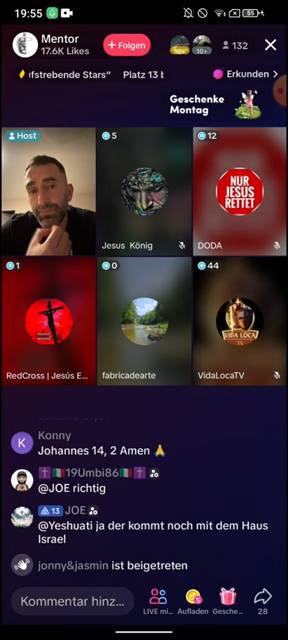 19:55
Mentor
17.6K Likes
+ Folgen
10+
10+
132
ufstrebende Stars”
Platz 13 b
Erkunden >
Geschenke
Montag
Host
5
12
NUR
JESUS
RETTET
Jesus König
DODA
1
0
44
VIDA LOCA
TV
RedCross | Jesús E...
fabricadearte
VidaLocaTV
Konny
K
Johannes 14, 2 Amen 🙏
✝️🇮🇹19Umbi86🇮🇹✝️
@JOE richtig
13 JOE
@Yeshuati ja der kommt noch mit dem Haus
Israel
jonny&jasmin ist beigetreten
Kommentar hinz...
LIVE mi...
Aufladen
Gesche...
28